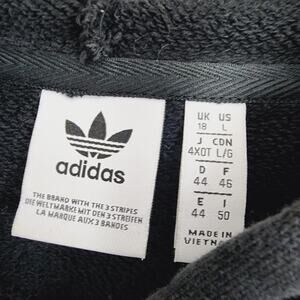 adidas
THE BRAND WITH THE 3 STRIPES
DIE WELTMARKE MIT DEN 3 STREIFEN
LA MARQUE AUX 3 BANDES
UK US
18 L
J CDN
4XOT L/G
D F
44 46
E I
44 50
MADE IN
VIETNAM